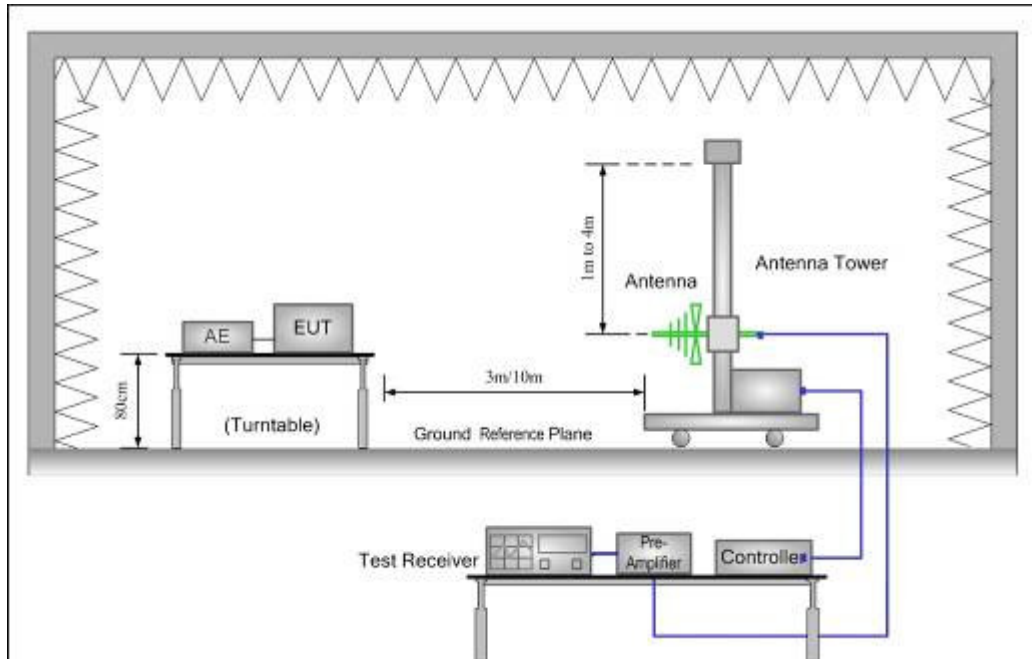 1m to 4m
Antenna Tower
Antenna
AE
EUT
80cm
3m/10m
(Turntable)
Ground Reference Plane
Test Receiver
Pre-
Amplifier
Controller